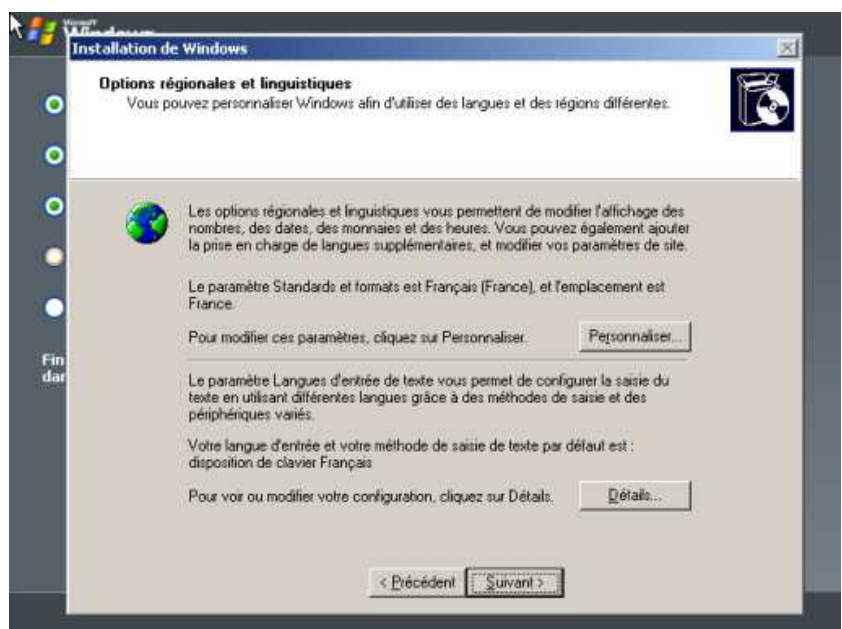 Microsoft
Windows
Installation de Windows
Options régionales et linguistiques
Vous pouvez personnaliser Windows afin d'utiliser des langues et des régions différentes.
Les options régionales et linguistiques vous permettent de modifier l'affichage des
nombres, des dates, des monnaies et des heures. Vous pouvez également ajouter
la prise en charge de langues supplémentaires, et modifier vos paramètres de site.
Le paramètre Standards et formats est Français (France), et l'emplacement est
France.
Pour modifier ces paramètres, cliquez sur Personnaliser.
Personnaliser...
Fin
dar
Le paramètre Langues d'entrée de texte vous permet de configurer la saisie du
texte en utilisant différentes langues grâce à des méthodes de saisie et des
périphériques variés.
Votre langue d'entrée et votre méthode de saisie de texte par défaut est :
disposition de clavier Français
Pour voir ou modifier votre configuration, cliquez sur Détails.
Détails...
< Précédent
Suivant >